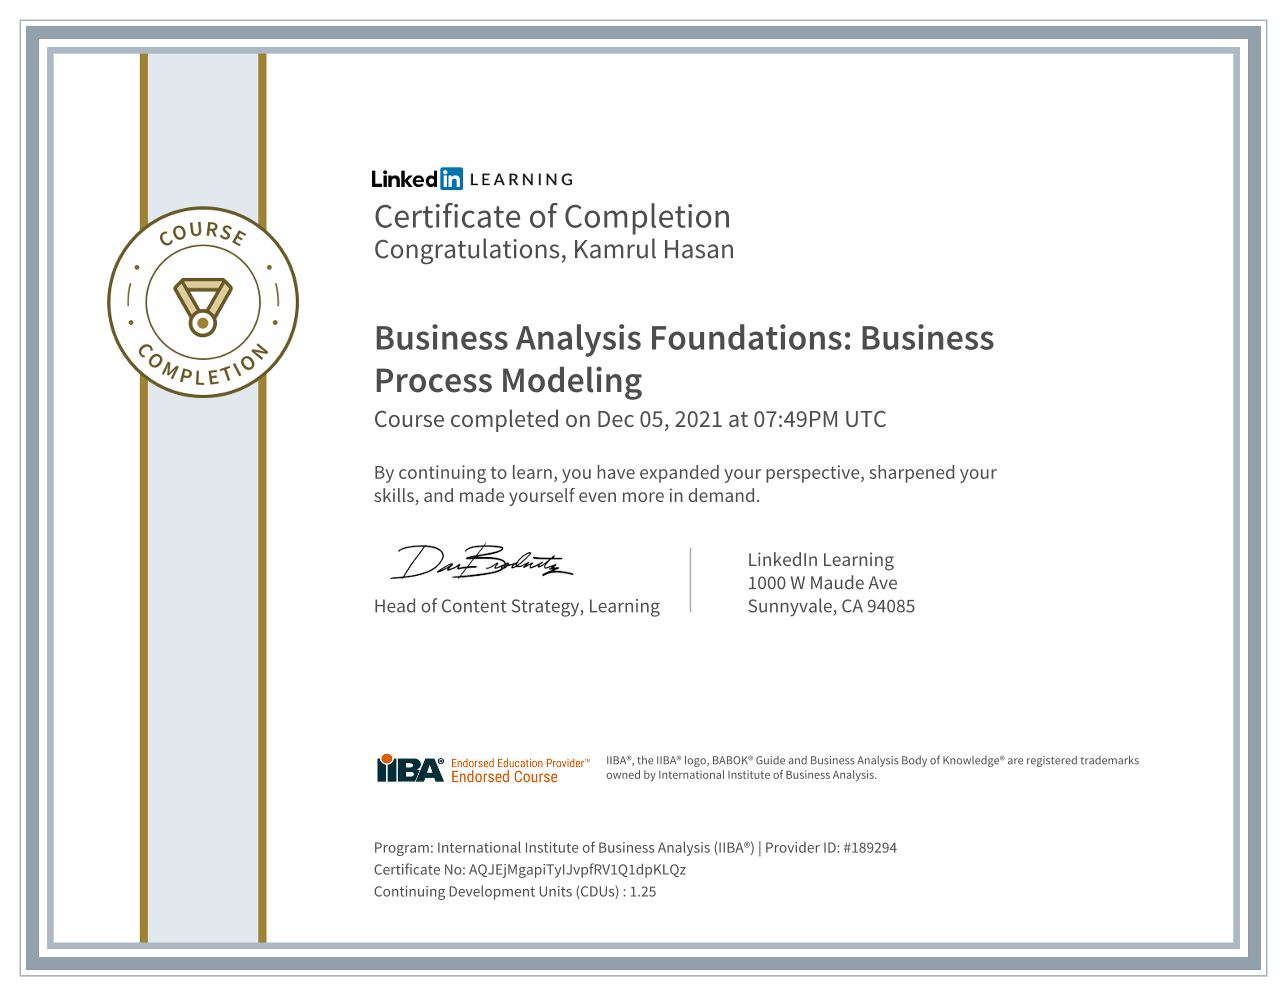 LinkedIn LEARNING
Certificate of Completion
Congratulations, Kamrul Hasan
COURSE
COMPLETION
Business Analysis Foundations: Business
Process Modeling
Course completed on Dec 05, 2021 at 07:49PM UTC
By continuing to learn, you have expanded your perspective, sharpened your
skills, and made yourself even more in demand.
Head of Content Strategy, Learning
LinkedIn Learning
1000 W Maude Ave
Sunnyvale, CA 94085
IIBA® Endorsed Education Provider™
Endorsed Course
IIBA®, the IIBA® logo, BABOK® Guide and Business Analysis Body of Knowledge® are registered trademarks
owned by International Institute of Business Analysis.
Program: International Institute of Business Analysis (IIBA®) | Provider ID: #189294
Certificate No: AQJEjMgapiTyIJvpfRV1Q1dpKLQz
Continuing Development Units (CDUs) : 1.25